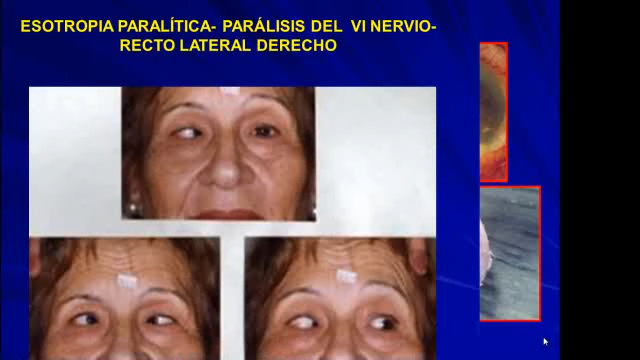 ESOTROPIA PARALÍTICA- PARÁLISIS DEL VI NERVIO-
RECTO LATERAL DERECHO